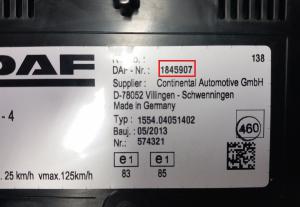 DAF
138
DAF - Nr.: 1845907
Supplier : Continental Automotive GmbH
D-78052 Villingen - Schwenningen
Made in Germany
- 4
Typ : 1554.04051402
Bauj. : 05/2013
Nr. : 574321
460
e1 e1
. 25 km/h vmax.125km/h
83 85